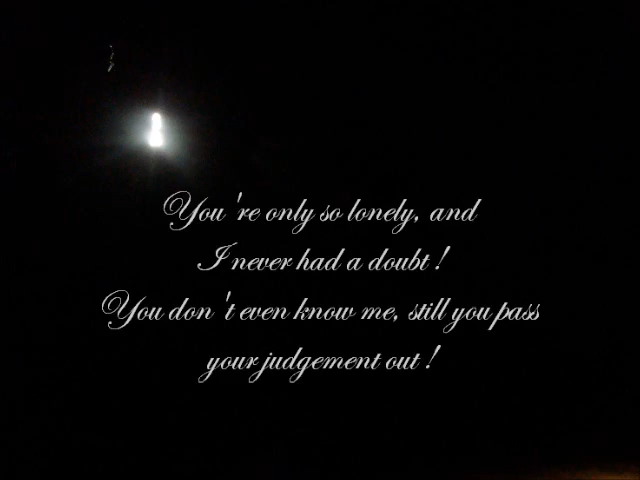 You're only so lonely, and
I never had a doubt !
You don't even know me, still you pass
your judgement out !